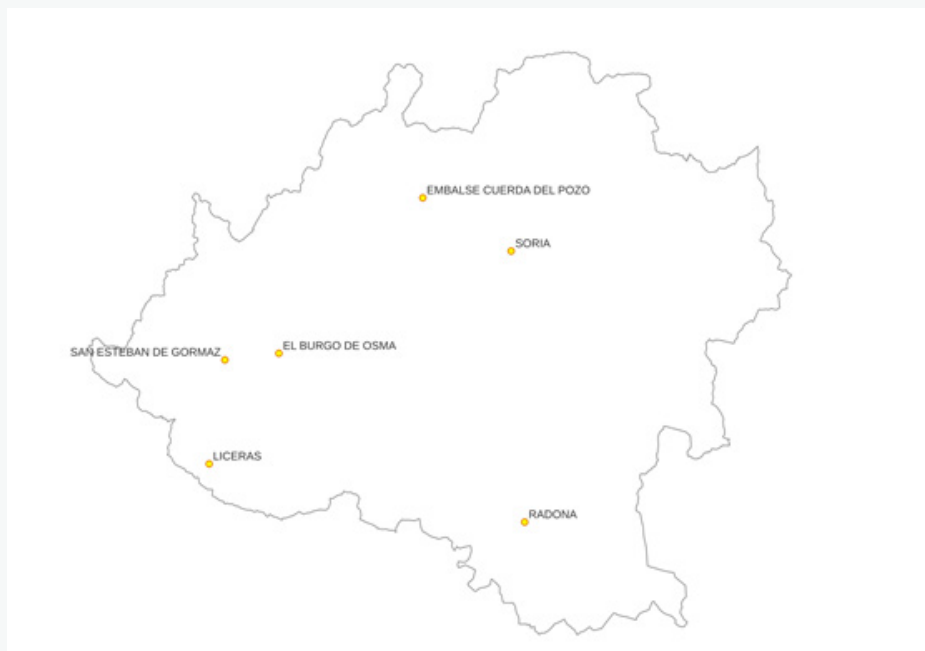 EMBALSE CUERDA DEL POZO
SORIA
EL BURGO DE OSMA
SAN ESTEBAN DE GORMAZ
LICERAS
RADONA